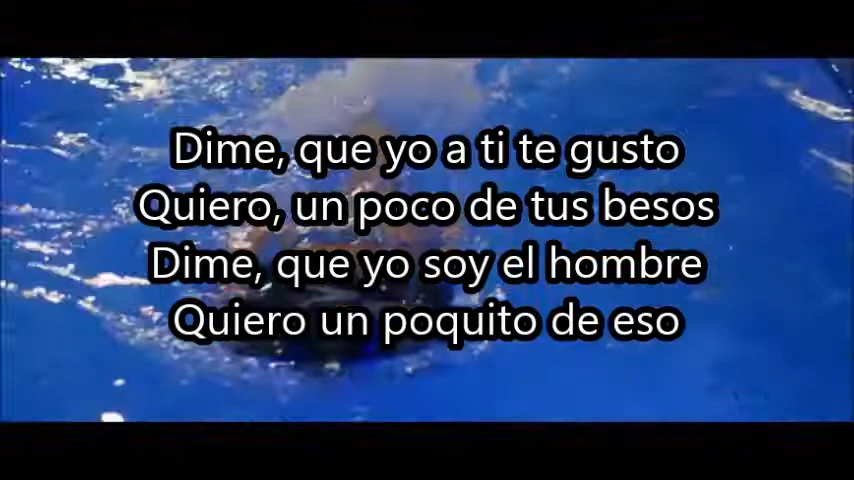 Dime, que yo a ti te gusto
Quiero, un poco de tus besos
Dime, que yo soy el hombre
Quiero un poquito de eso